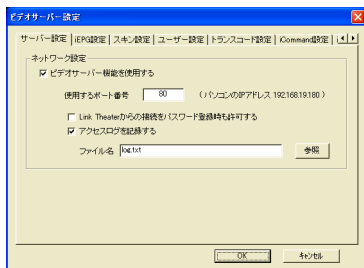 ビデオサーバー設定
サーバー設定 iEPG設定 スキン設定 ユーザー設定 トランスコード設定 iCommand設定
ネットワーク設定
ビデオサーバー機能を使用する
使用するポート番号 80 (パソコンのIPアドレス 192.168.19.180)
Link Theaterからの接続をパスワード登録時も許可する
アクセスログを記録する
ファイル名 log.txt 参照
OK キャンセル